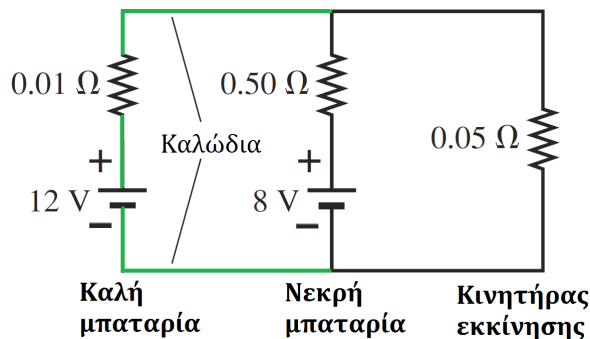 0.01 Ω
0.50 Ω
0.05 Ω
Καλώδια
+
+
12 V
8 V
−
−
Καλή
μπαταρία
Νεκρή
μπαταρία
Κινητήρας
εκκίνησης